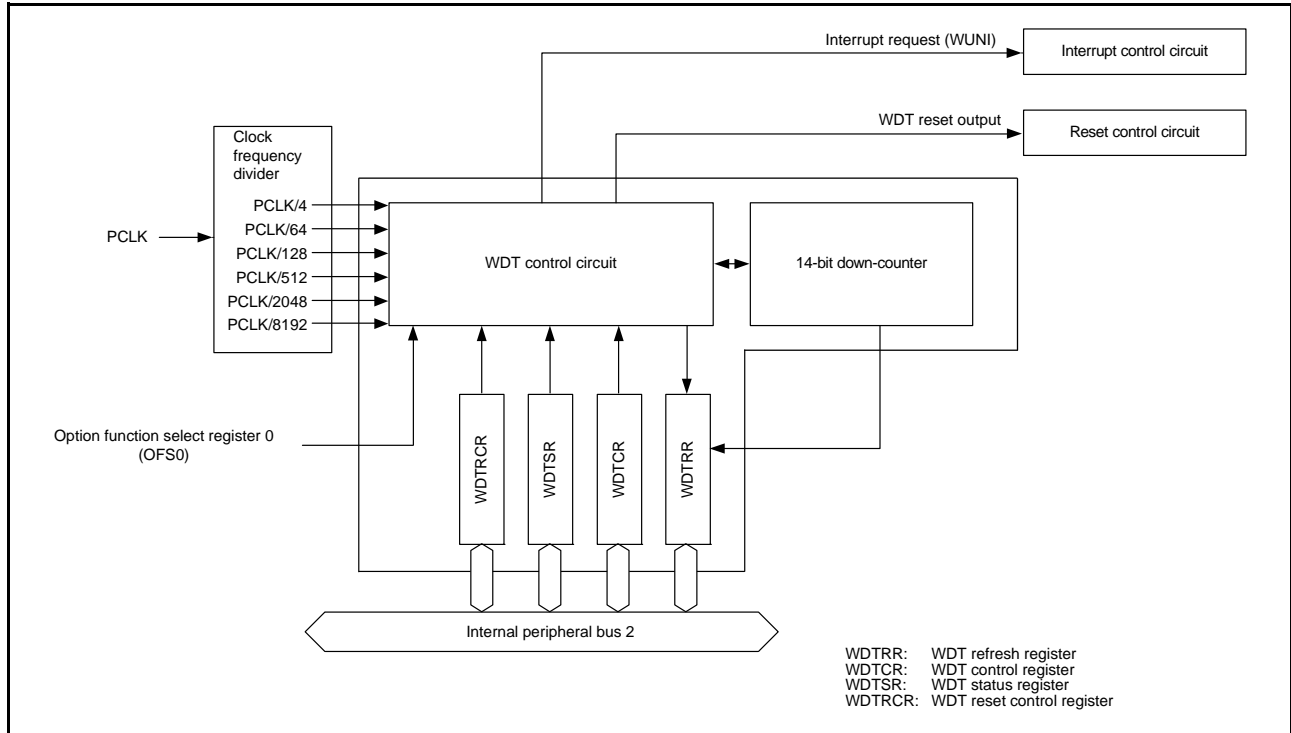 Interrupt request (WUNI)
Interrupt control circuit
WDT reset output
Reset control circuit
Clock
frequency
divider
PCLK
PCLK/4
PCLK/64
PCLK/128
PCLK/512
PCLK/2048
PCLK/8192
WDT control circuit
14-bit down-counter
Option function select register 0
(OFS0)
WDTRCR
WDTSR
WDTCR
WDTRR
Internal peripheral bus 2
WDTRR: WDT refresh register
WDTCR: WDT control register
WDTSR: WDT status register
WDTRCR: WDT reset control register